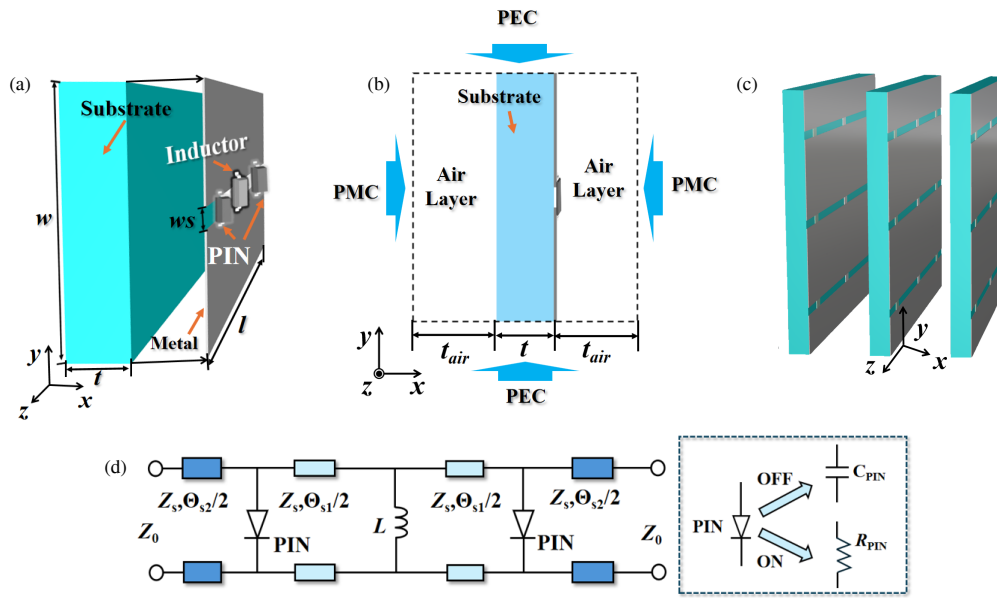 (a)
Substrate
Inductor
w
ws
PIN
Metal
l
t
y
x
z
(b)
PEC
Substrate
PMC
Air
Layer
Air
Layer
PMC
t_air
t
t_air
y
z
x
PEC
(c)
y
x
z
(d)
Z_s,Θ_s2/2
Z_s,Θ_s1/2
Z_s,Θ_s1/2
Z_s,Θ_s2/2
Z_0
PIN
L
PIN
Z_0
PIN
OFF
ON
C_PIN
R_PIN